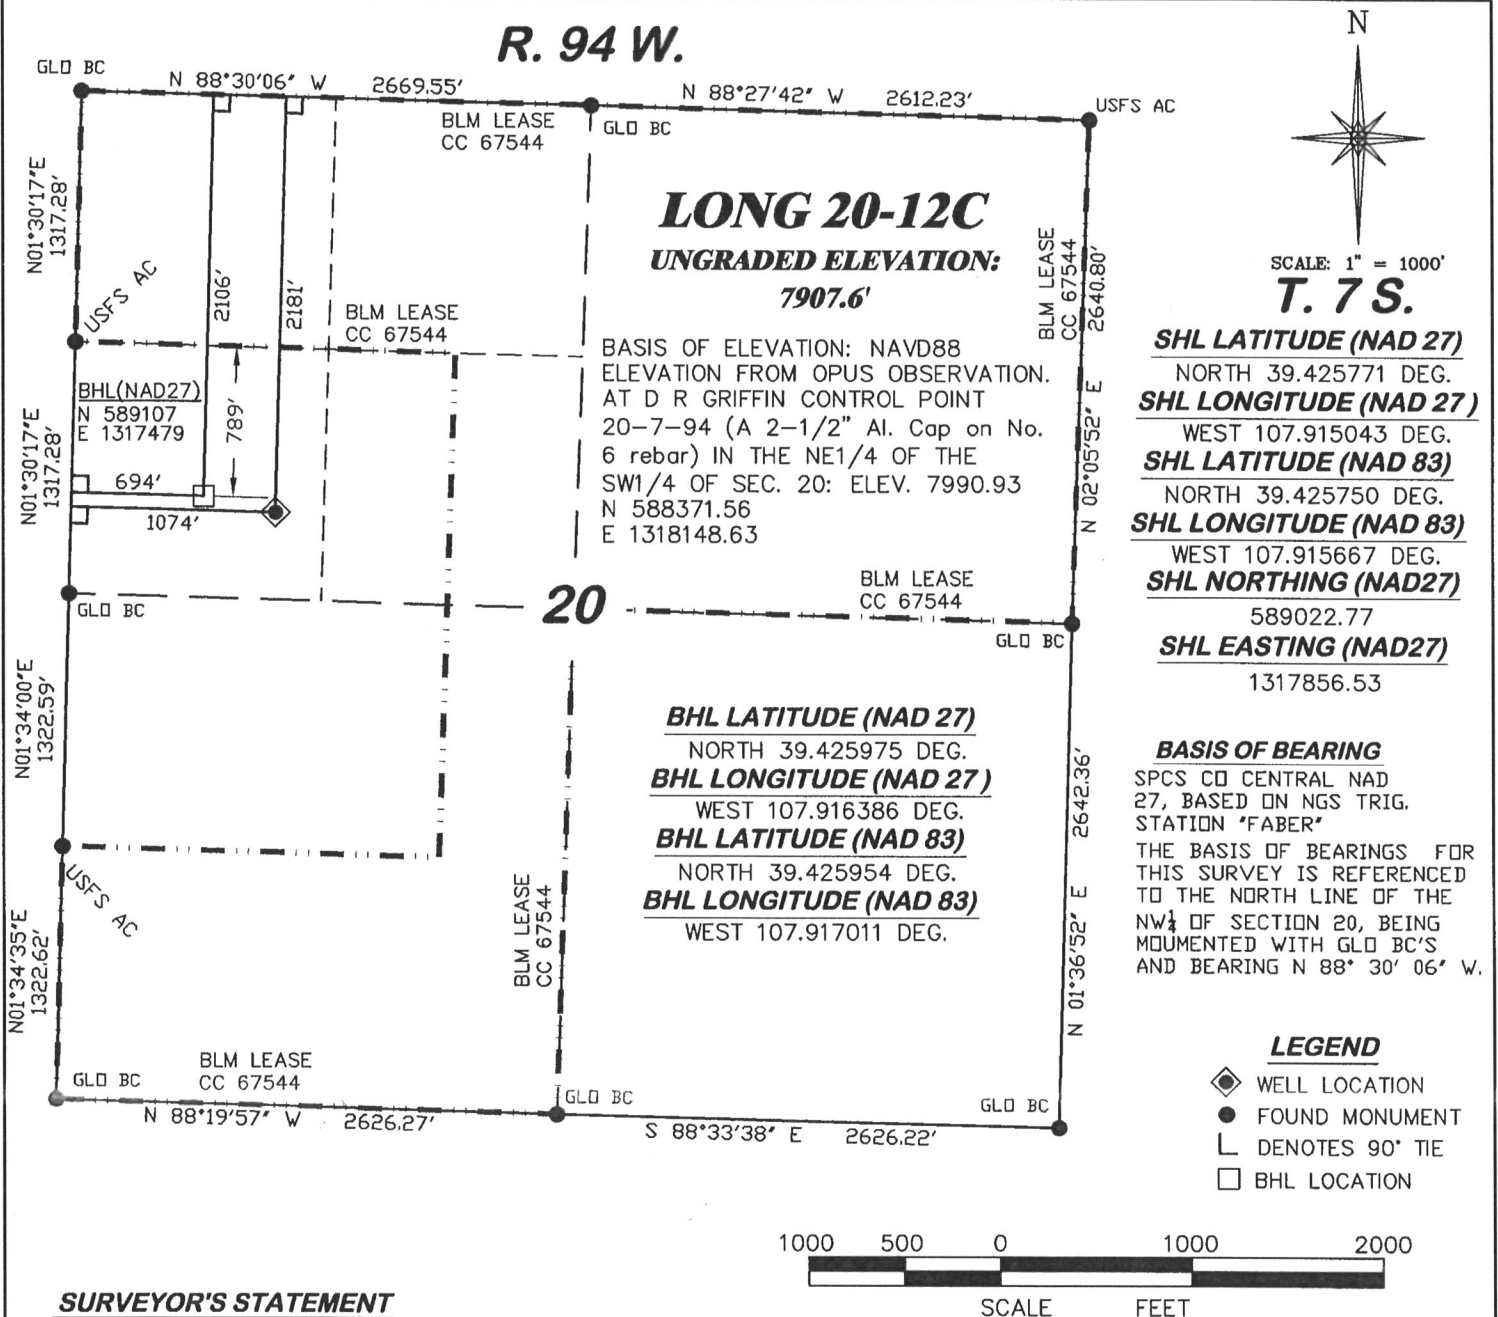 R. 94 W.
N
GLO BC
N 88°30'06" W 2669.55'
N 88°27'42" W 2612.23'
USFS AC
BLM LEASE
CC 67544
GLO BC
N01°30'17"E
1317.28'
LONG 20-12C
UNGRADED ELEVATION:
7907.6'
BLM LEASE
CC 67544
2640.80'
N 02°05'52" E
SCALE: 1" = 1000'
T. 7 S.
USFS AC
2106'
2181'
BLM LEASE
CC 67544
BASIS OF ELEVATION: NAVD88
ELEVATION FROM OPUS OBSERVATION.
AT D R GRIFFIN CONTROL POINT
20-7-94 (A 2-1/2" Al. Cap on No.
6 rebar) IN THE NE1/4 OF THE
SW1/4 OF SEC. 20: ELEV. 7990.93
N 588371.56
E 1318148.63
SHL LATITUDE (NAD 27)
NORTH 39.425771 DEG.
SHL LONGITUDE (NAD 27)
WEST 107.915043 DEG.
SHL LATITUDE (NAD 83)
NORTH 39.425750 DEG.
SHL LONGITUDE (NAD 83)
WEST 107.915667 DEG.
SHL NORTHING (NAD27)
589022.77
SHL EASTING (NAD27)
1317856.53
BHL(NAD27)
N 589107
E 1317479
789'
N01°30'17"E
1317.28'
694'
1074'
GLO BC
20
BLM LEASE
CC 67544
GLO BC
N01°34'00"E
1322.59'
BHL LATITUDE (NAD 27)
NORTH 39.425975 DEG.
BHL LONGITUDE (NAD 27)
WEST 107.916386 DEG.
BHL LATITUDE (NAD 83)
NORTH 39.425954 DEG.
BHL LONGITUDE (NAD 83)
WEST 107.917011 DEG.
2642.36'
N 01°36'52" E
BASIS OF BEARING
SPCS CO CENTRAL NAD
27, BASED ON NGS TRIG.
STATION "FABER"
THE BASIS OF BEARINGS FOR
THIS SURVEY IS REFERENCED
TO THE NORTH LINE OF THE
NW¼ OF SECTION 20, BEING
MOUMENTED WITH GLO BC'S
AND BEARING N 88° 30' 06" W.
USFS AC
N01°34'35"E
1322.62'
BLM LEASE
CC 67544
BLM LEASE
CC 67544
GLO BC
N 88°19'57" W 2626.27'
GLO BC
S 88°33'38" E 2626.22'
GLO BC
LEGEND
WELL LOCATION
FOUND MONUMENT
DENOTES 90° TIE
BHL LOCATION
1000 500 0 1000 2000
SCALE FEET
SURVEYOR'S STATEMENT